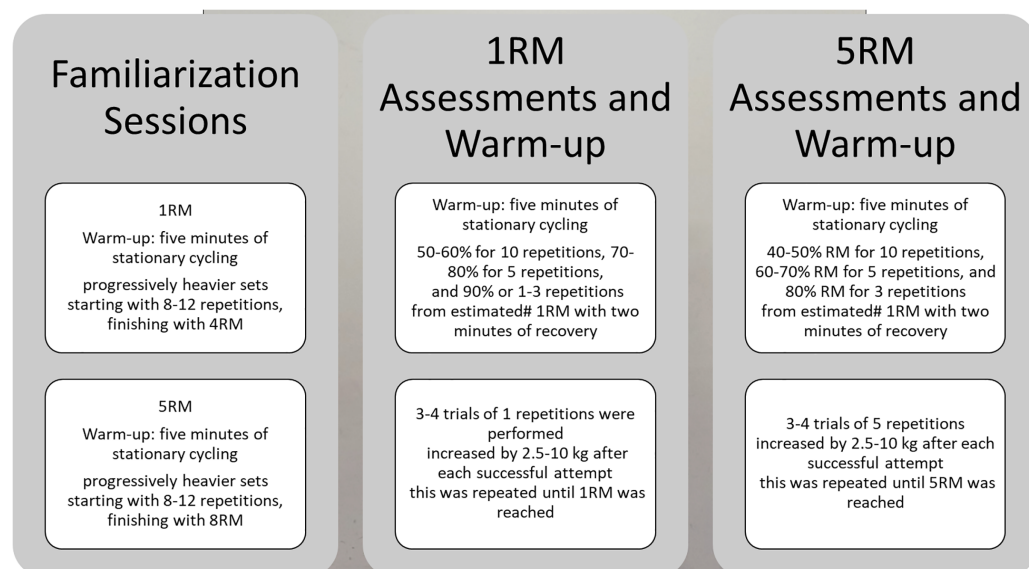 Familiarization
Sessions
1RM
Warm-up: five minutes of
stationary cycling
progressively heavier sets
starting with 8-12 repetitions,
finishing with 4RM
5RM
Warm-up: five minutes of
stationary cycling
progressively heavier sets
starting with 8-12 repetitions,
finishing with 8RM
1RM
Assessments and
Warm-up
Warm-up: five minutes of
stationary cycling
50-60% for 10 repetitions, 70-
80% for 5 repetitions,
and 90% or 1-3 repetitions
from estimated# 1RM with two
minutes of recovery
3-4 trials of 1 repetitions were
performed
increased by 2.5-10 kg after
each successful attempt
this was repeated until 1RM was
reached
5RM
Assessments and
Warm-up
Warm-up: five minutes of
stationary cycling
40-50% RM for 10 repetitions,
60-70% RM for 5 repetitions, and
80% RM for 3 repetitions
from estimated# 1RM with two
minutes of recovery
3-4 trials of 5 repetitions
increased by 2.5-10 kg after each
successful attempt
this was repeated until 5RM was
reached